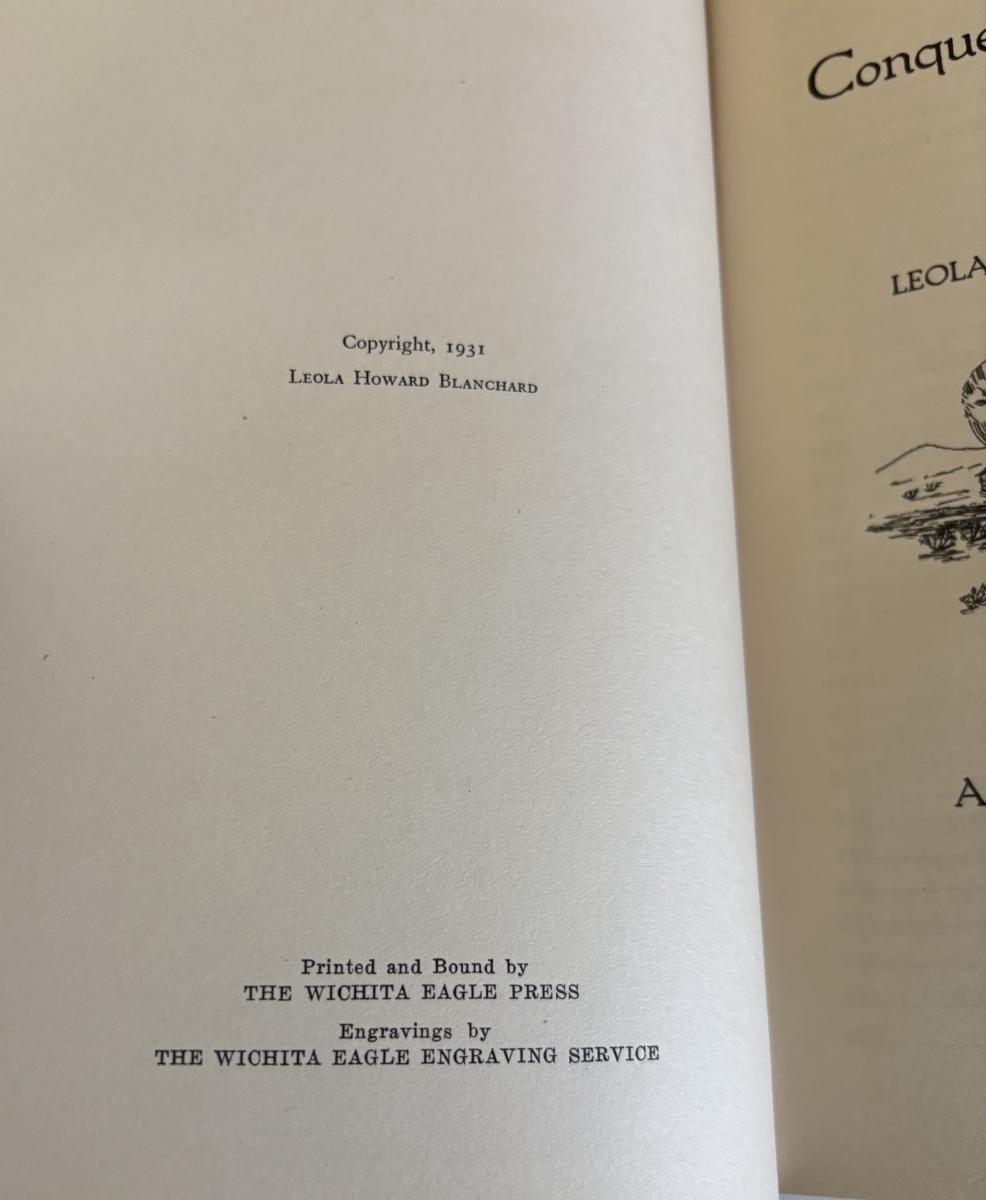 Copyright, 1931
LEOLA HOWARD BLANCHARD
Printed and Bound by
THE WICHITA EAGLE PRESS
Engravings by
THE WICHITA EAGLE ENGRAVING SERVICE
Conque
LEOLA
A